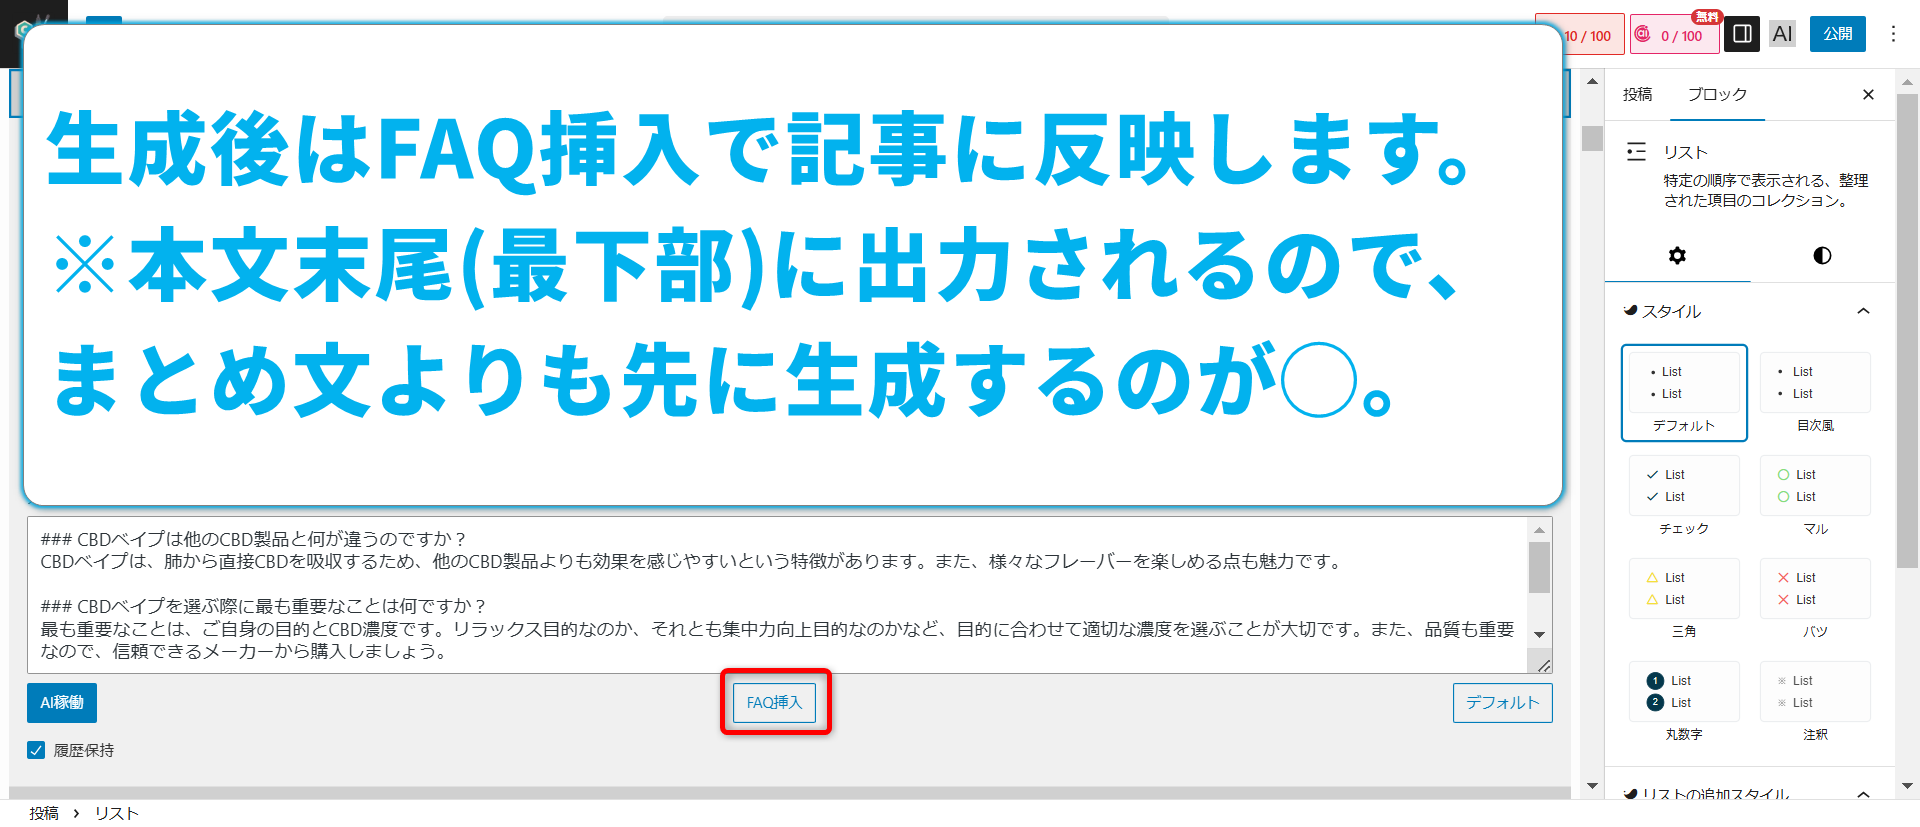 10 / 100
無料
0 / 100
AI
公開
生成後はFAQ挿入で記事に反映します。
※本文末尾(最下部)に出力されるので、
まとめ文よりも先に生成するのが◯。
### CBDベイプは他のCBD製品と何が違うのですか？
CBDベイプは、肺から直接CBDを吸収するため、他のCBD製品よりも効果を感じやすいという特徴があります。また、様々なフレーバーを楽しめる点も魅力です。
### CBDベイプを選ぶ際に最も重要なことは何ですか？
最も重要なことは、ご自身の目的とCBD濃度です。リラックス目的なのか、それとも集中力向上目的なのかなど、目的に合わせて適切な濃度を選ぶことが大切です。また、品質も重要
なので、信頼できるメーカーから購入しましょう。
AI稼働
FAQ挿入
デフォルト
履歴保持
投稿 › リスト
投稿
ブロック
リスト
特定の順序で表示される、整理
された項目のコレクション。
スタイル
• List
• List
デフォルト
• List
• List
目次風
List
List
チェック
List
List
マル
List
List
三角
List
List
バツ
1 List
2 List
丸数字
※ List
※ List
注釈
リストの追加スタイル